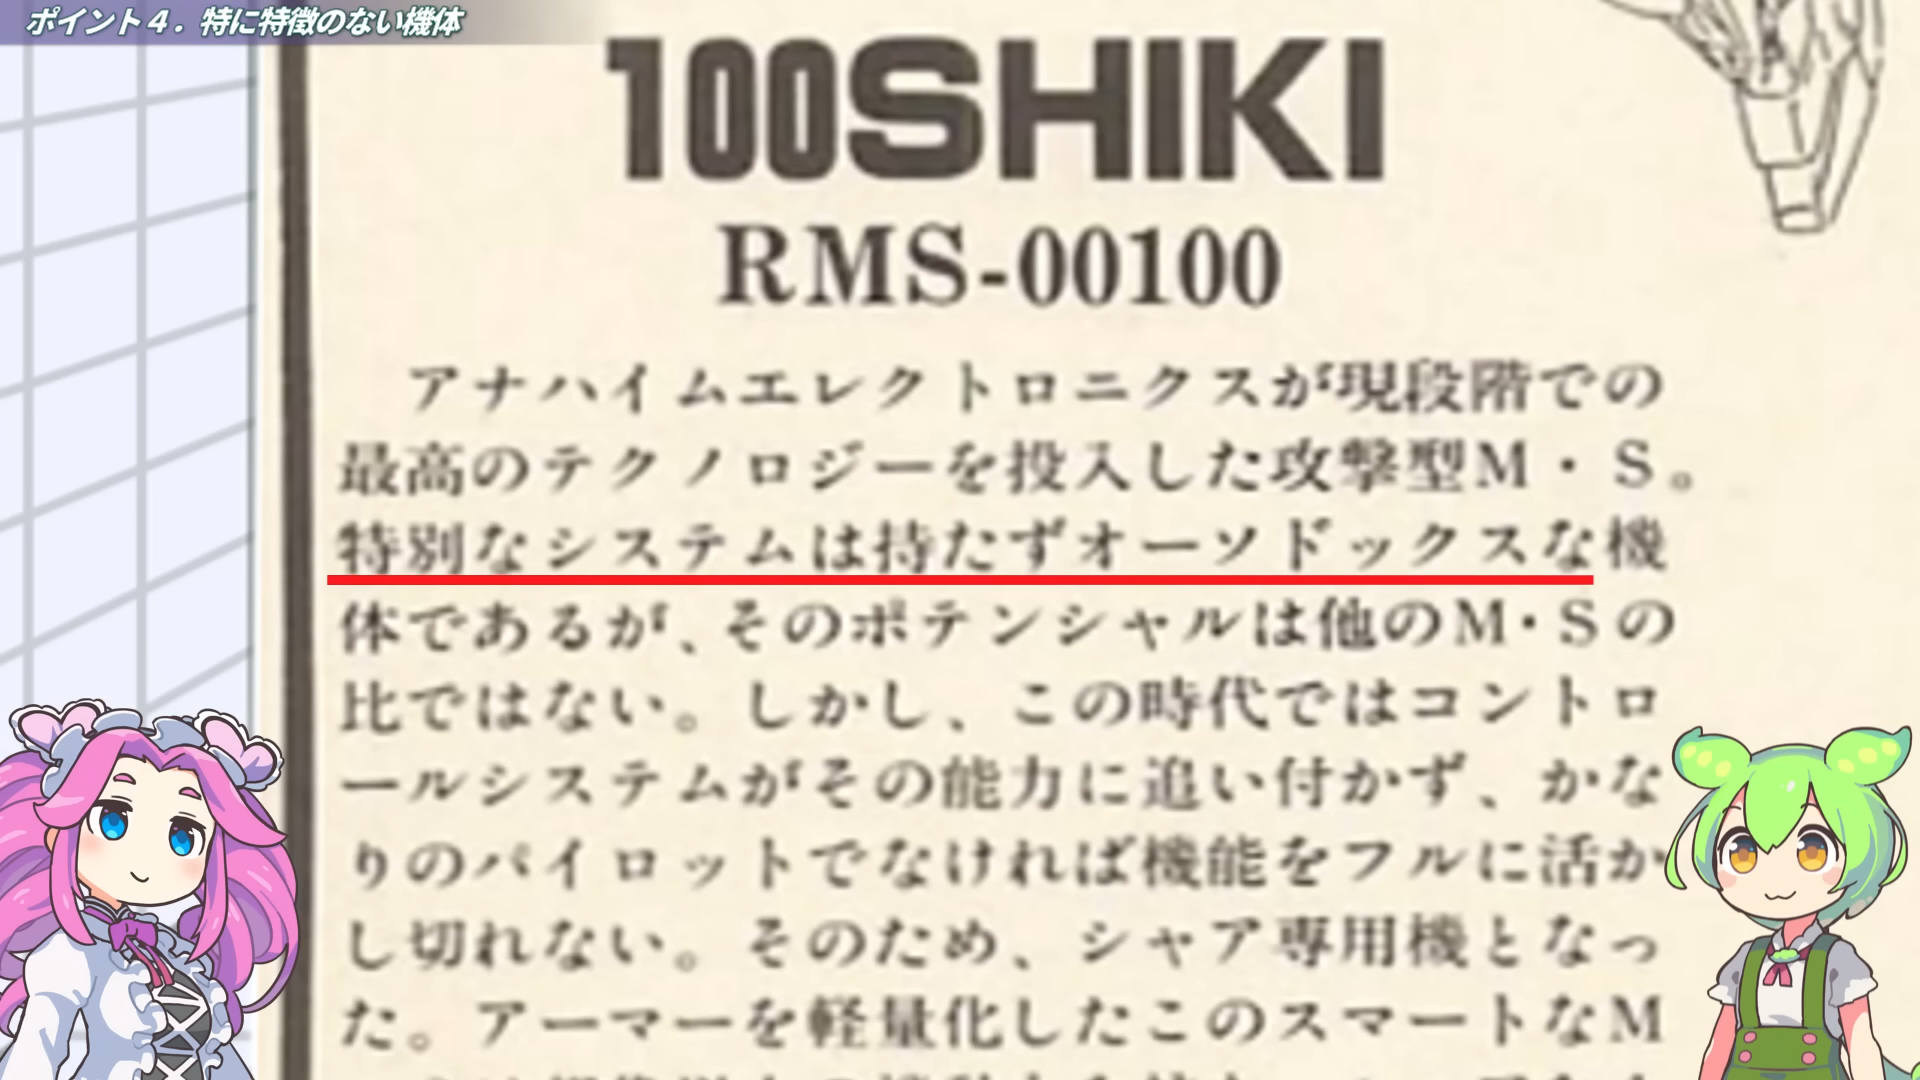 ポイント４．特に特徴のない機体
100SHIKI
RMS-00100
アナハイムエレクトロニクスが現段階での
最高のテクノロジーを投入した攻撃型M・S。
特別なシステムは持たずオーソドックスな機
体であるが、そのポテンシャルは他のM・Sの
比ではない。しかし、この時代ではコントロ
ールシステムがその能力に追い付かず、かな
りのパイロットでなければ機能をフルに活か
し切れない。そのため、シャア専用機となっ
た。アーマーを軽量化したこのスマートなM